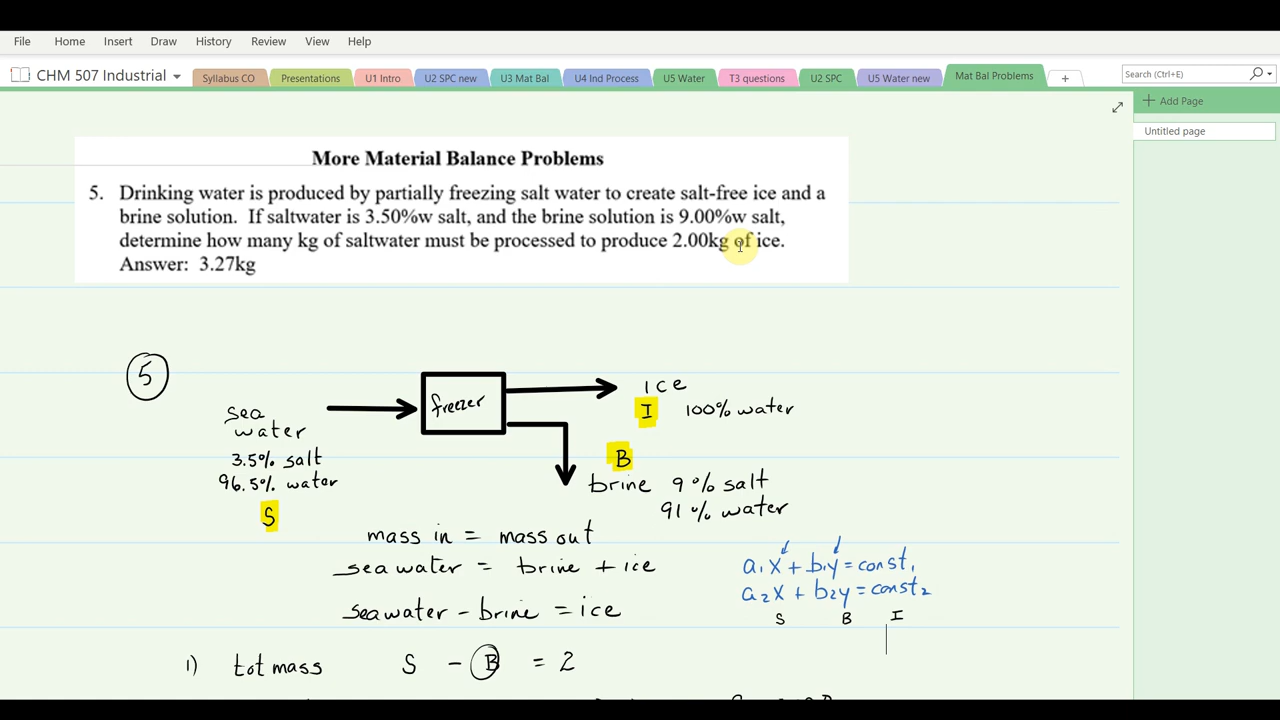 File Home Insert Draw History Review View Help
CHM 507 Industrial Syllabus CO Presentations U1 Intro U2 SPC new U3 Mat Bal U4 Ind Process U5 Water T3 questions U2 SPC U5 Water new Mat Bal Problems + Search (Ctrl+E)
+ Add Page
Untitled page
More Material Balance Problems
5. Drinking water is produced by partially freezing salt water to create salt-free ice and a
brine solution. If saltwater is 3.50%w salt, and the brine solution is 9.00%w salt,
determine how many kg of saltwater must be processed to produce 2.00kg of ice.
Answer: 3.27kg
5
sea
water
3.5% salt
96.5% water
S
freezer
ice
I 100% water
B
brine 9% salt
91% water
mass in = mass out
sea water = brine + ice
seawater - brine = ice
a₁x + b₁y = const₁
a₂x + b₂y = const₂
S B I
1) tot mass S - B = 2